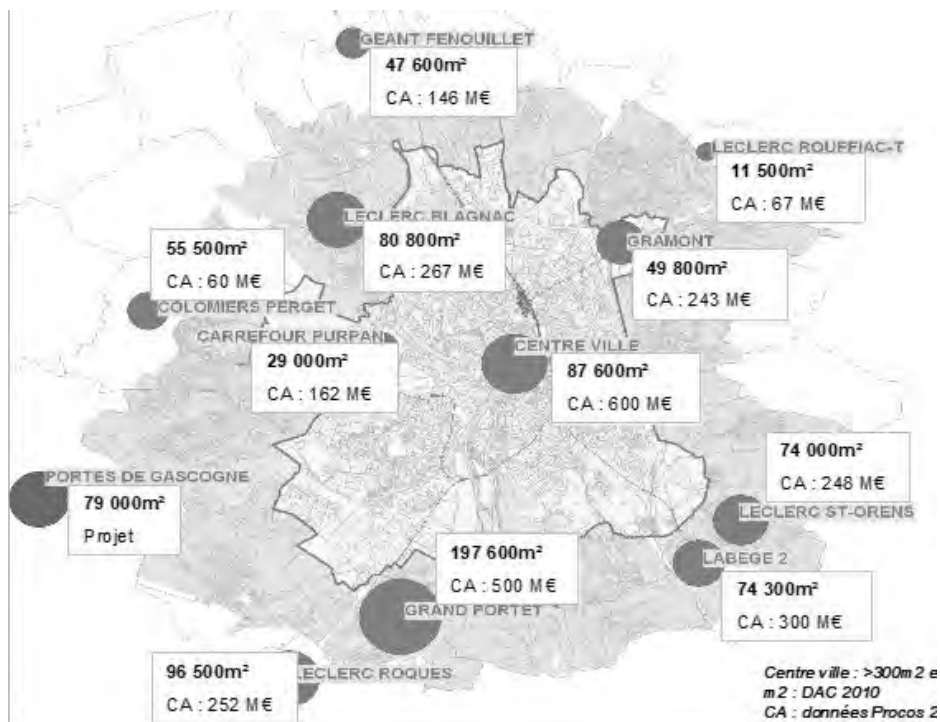 GEANT FENOUILLET
47 600m²
CA : 146 M€
LECLERC ROUFFIAC-T
11 500m²
CA : 67 M€
LECLERC BLAGNAC
80 800m²
CA : 267 M€
GRAMONT
49 800m²
CA : 243 M€
55 500m²
CA : 60 M€
COLOMIERS PERGET
CARREFOUR PURPAN
29 000m²
CA : 162 M€
CENTRE VILLE
87 600m²
CA : 600 M€
PORTES DE GASCOGNE
79 000m²
Projet
74 000m²
CA : 248 M€
LECLERC ST-ORENS
LABEGE 2
74 300m²
CA : 300 M€
197 600m²
CA : 500 M€
GRAND PORTET
96 500m²
CA : 252 M€
LECLERC ROQUES
Centre ville : >300m2 e
m2 : DAC 2010
CA : données Procos 2